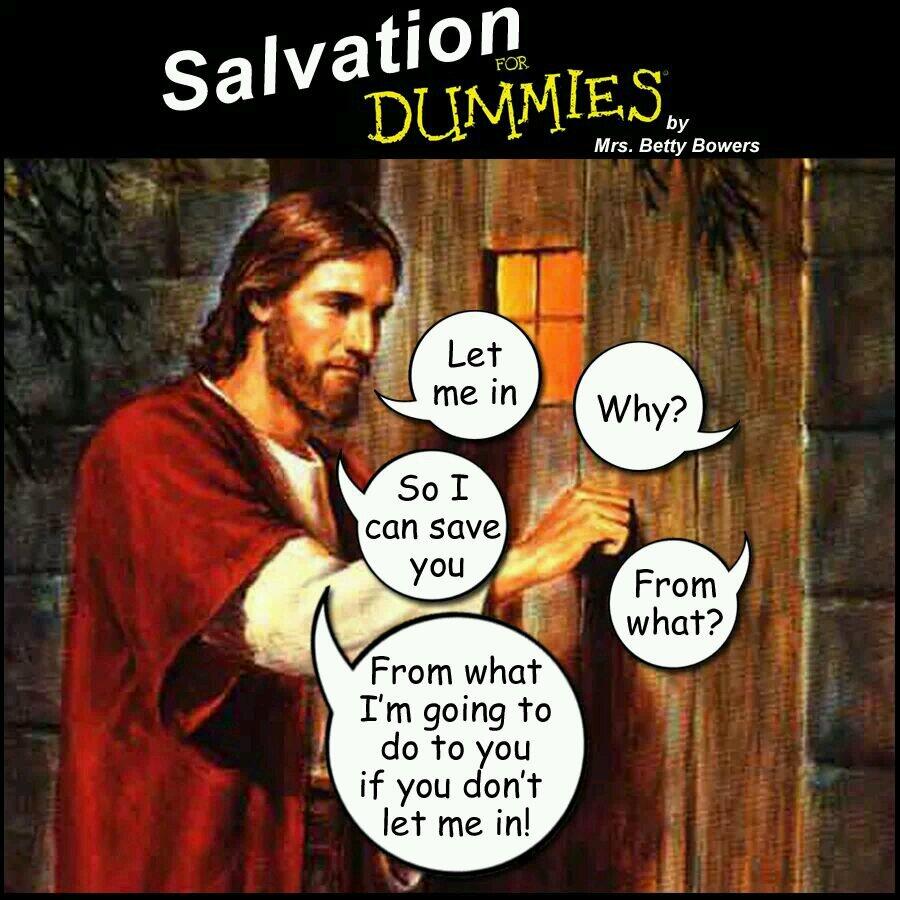 Salvation
FOR
DUMMIES®
by
Mrs. Betty Bowers
Let
me in
Why?
So I
can save
you
From
what?
From what
I'm going to
do to you
if you don't
let me in!